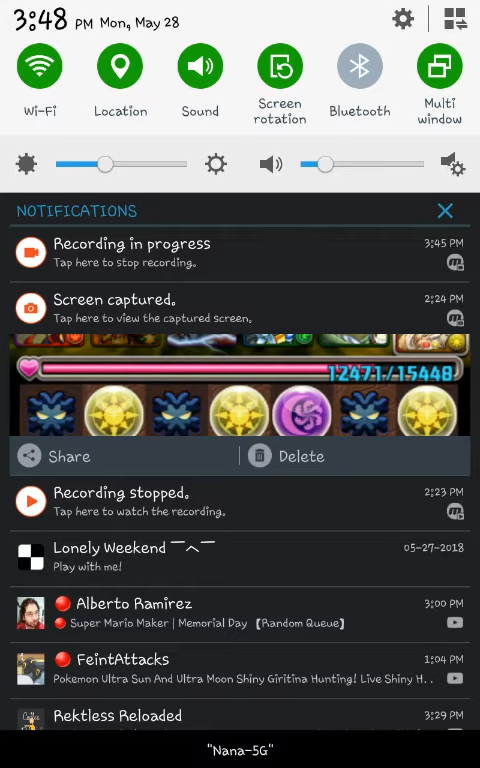 3:48 PM Mon, May 28
Wi-Fi
Location
Sound
Screen rotation
Bluetooth
Multi window
NOTIFICATIONS
Recording in progress 3:45 PM
Tap here to stop recording.
Screen captured. 2:24 PM
Tap here to view the captured screen.
12471/15448
Share
Delete
Recording stopped. 2:23 PM
Tap here to watch the recording.
Lonely Weekend ￣へ￣ 05-27-2018
Play with me!
🔴 Alberto Ramirez 3:00 PM
🔴 Super Mario Maker | Memorial Day 【Random Queue】
🔴 FeintAttacks 1:04 PM
Pokemon Ultra Sun And Ultra Moon Shiny Giritina Hunting! Live Shiny H..
Rektless Reloaded 3:29 PM
"Nana-5G"